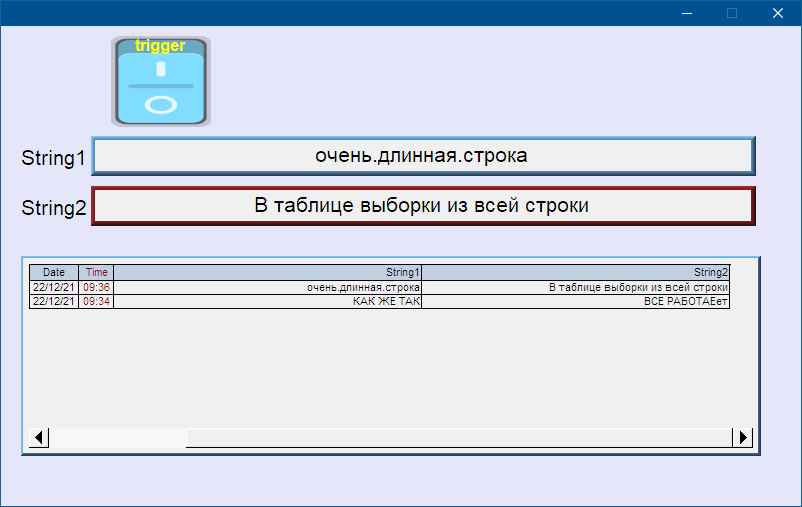 trigger
String1 очень.длинная.строка
String2 В таблице выборки из всей строки
Date Time String1 String2
22/12/21 09:36 очень.длинная.строка В таблице выборки из всей строки
22/12/21 09:34 КАК ЖЕ ТАК ВСЕ РАБОТАЕет